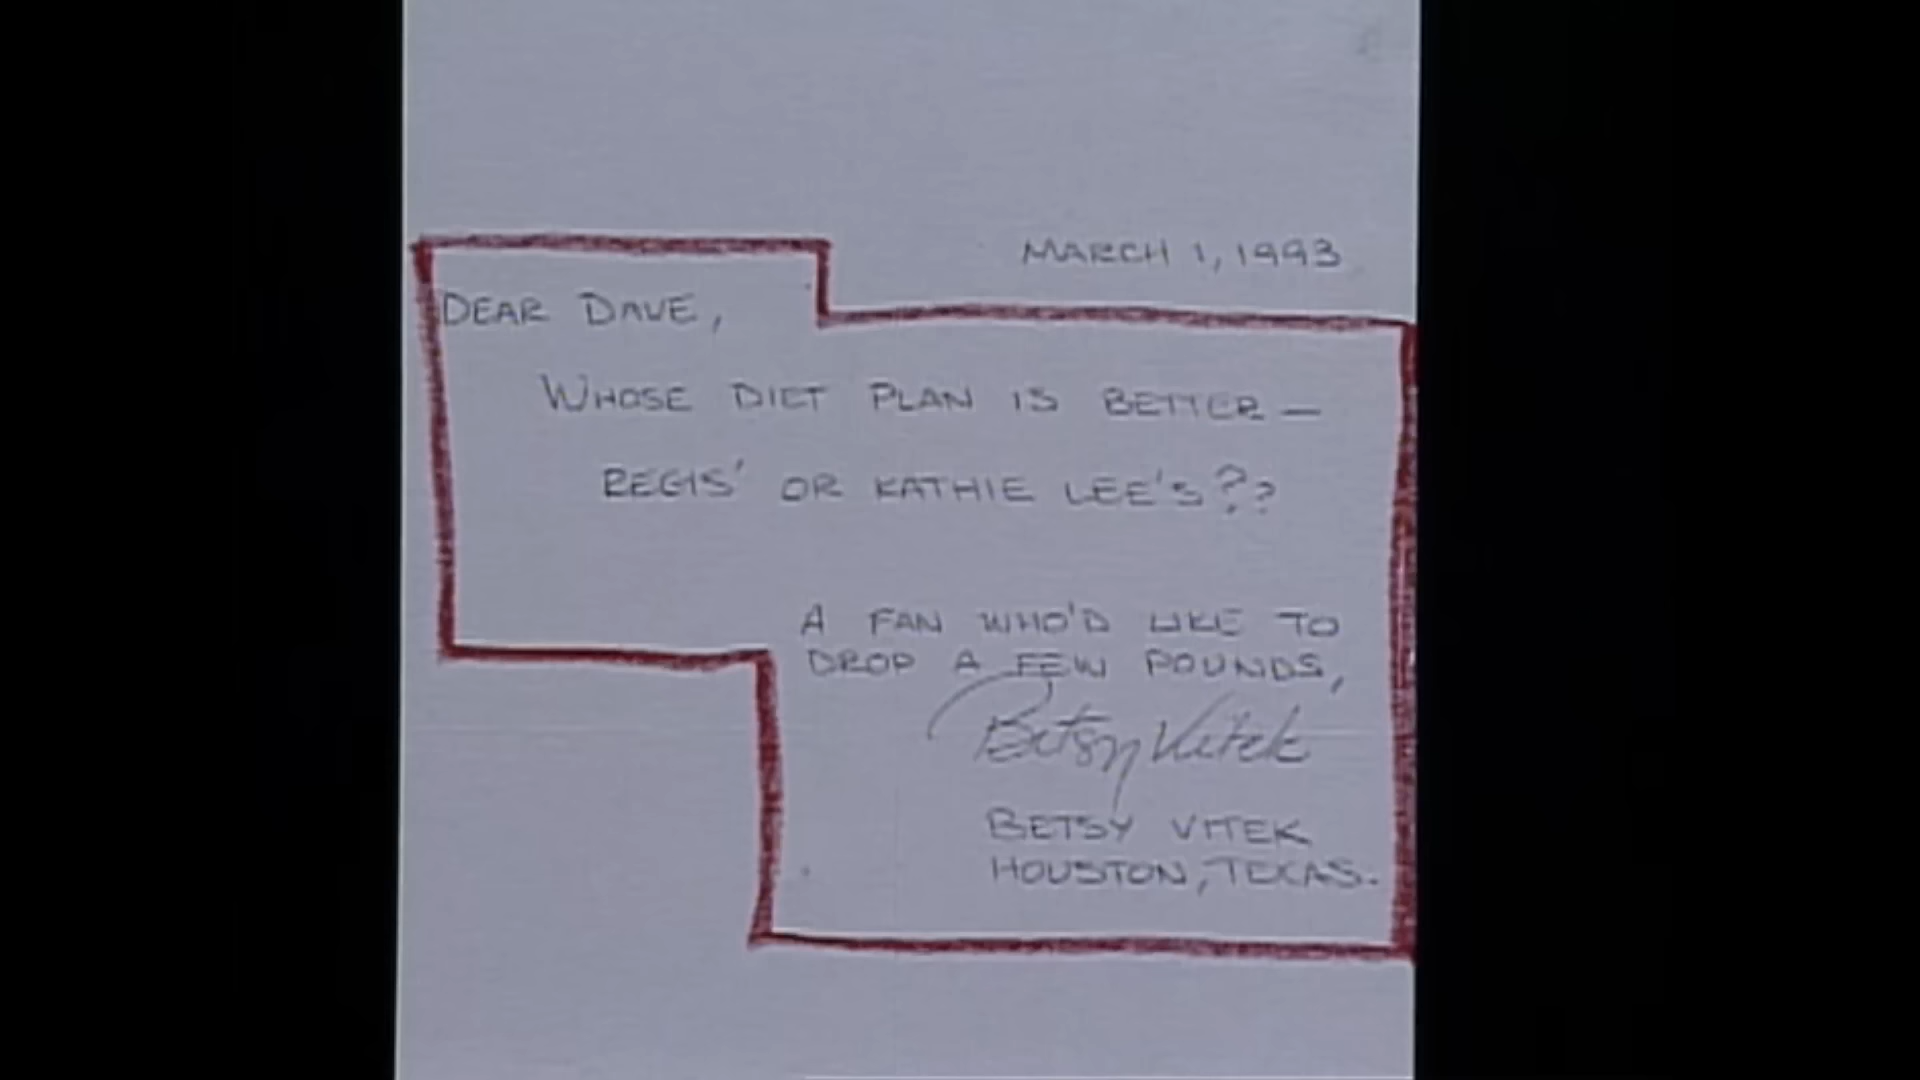 MARCH 1, 1993
DEAR DAVE,
WHOSE DIET PLAN IS BETTER —
REGIS' OR KATHIE LEE'S??
A FAN WHO'D LIKE TO
DROP A FEW POUNDS,
Betsy Vitek
BETSY VITEK
HOUSTON, TEXAS.